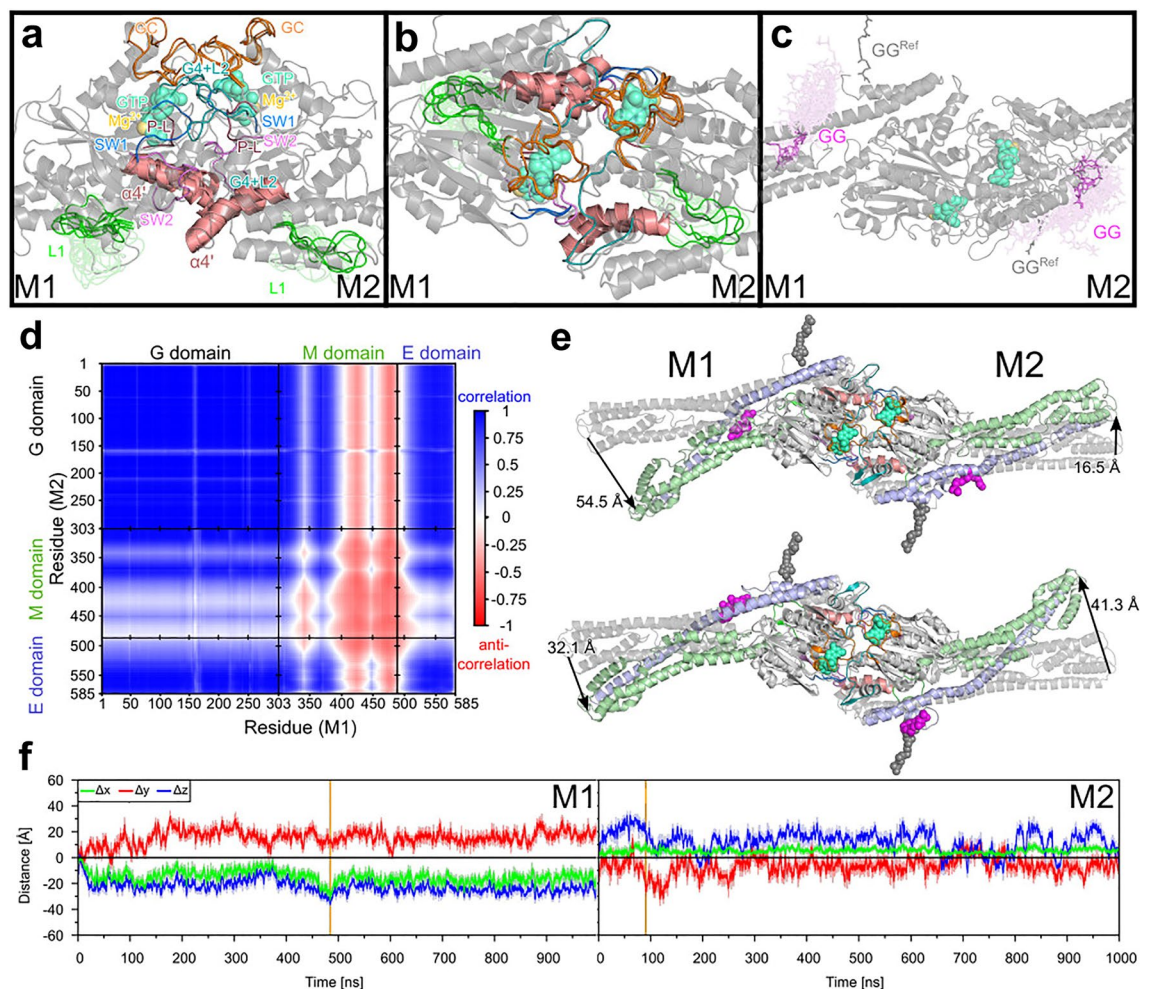 a
GC
GC
G4+L2
GTP
GTP
Mg2+
Mg2+
P-L
SW1
SW1
SW2
P-L
α4'
G4+L2
SW2
L1
α4'
L1
M1
M2
b
M1
M2
c
GGRef
GG
GG
GGRef
M1
M2
d
G domain
M domain
E domain
1
50
100
150
200
250
303
350
400
450
500
550
585
G domain
M domain
E domain
Residue (M2)
1 50 100 150 200 250 303 350 400 450 500 585
Residue (M1)
correlation
1
0.75
0.5
0.25
0
-0.25
-0.5
-0.75
-1
anti-
correlation
e
M1
M2
54.5 Å
16.5 Å
32.1 Å
41.3 Å
f
Δx Δy Δz
M1
M2
60
40
20
0
-20
-40
-60
Distance [Å]
0 100 200 300 400 500 600 700 800 900
0 100 200 300 400 500 600 700 800 900 1000
Time [ns]
Time [ns]